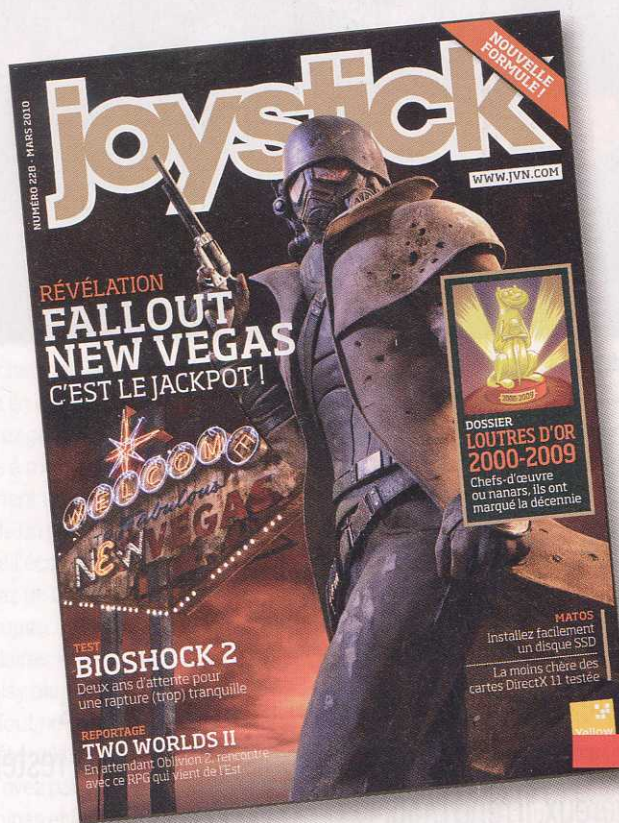 NUMÉRO 228 - MARS 2010
joystick
NOUVELLE
FORMULE !
WWW.JVN.COM
RÉVÉLATION
FALLOUT
NEW VEGAS
C'EST LE JACKPOT !
WELCOME
Fabulous
NEW VEGAS
2000-2009
DOSSIER
LOUTRES D'OR
2000-2009
Chefs-d'œuvre
ou nanars, ils ont
marqué la décennie
TEST
BIOSHOCK 2
Deux ans d'attente pour
une rapture (trop) tranquille
REPORTAGE
TWO WORLDS II
En attendant Oblivion 2, rencontre
avec ce RPG qui vient de l'Est
MATOS
Installez facilement
un disque SSD
La moins chère des
cartes DirectX 11 testée
Yellow